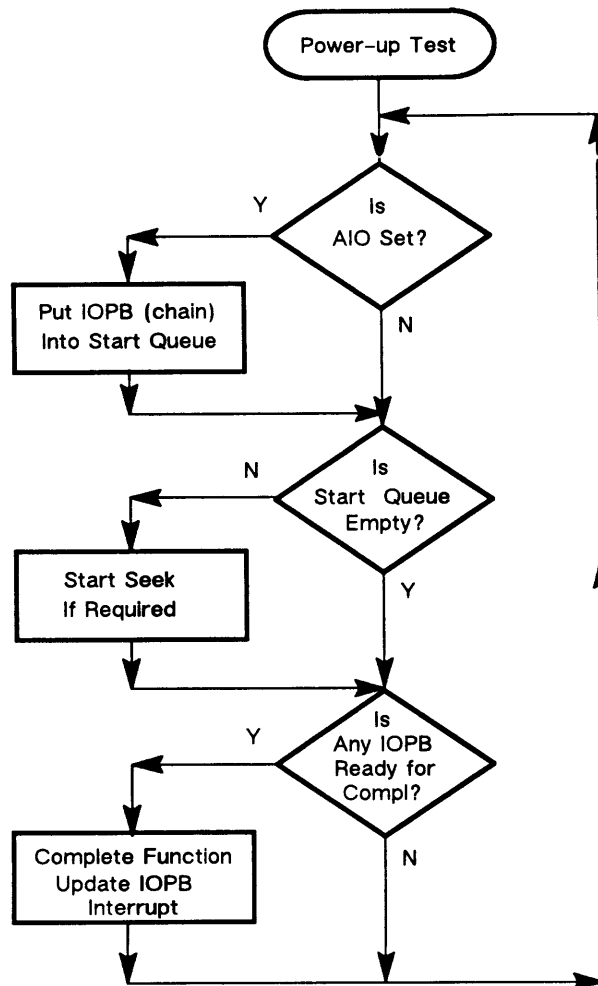 Power-up Test
Y
Is
AIO Set?
Put IOPB (chain)
Into Start Queue
N
N
Is
Start Queue
Empty?
Start Seek
If Required
Y
Y
Is
Any IOPB
Ready for
Compl?
Complete Function
Update IOPB
Interrupt
N